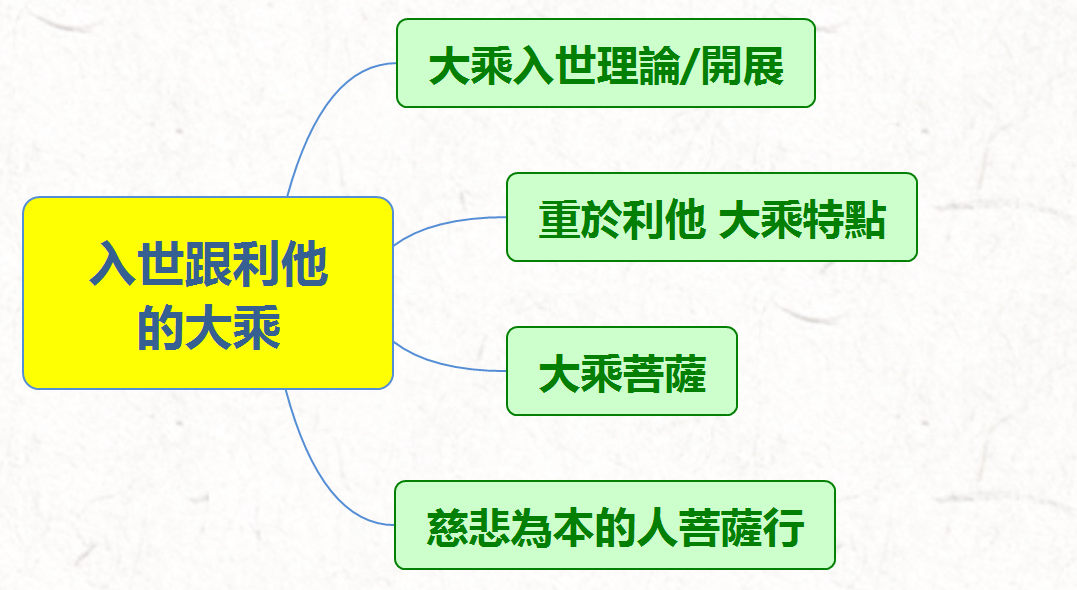 大乘入世理論/開展
重於利他 大乘特點
入世跟利他
的大乘
大乘菩薩
慈悲為本的人菩薩行